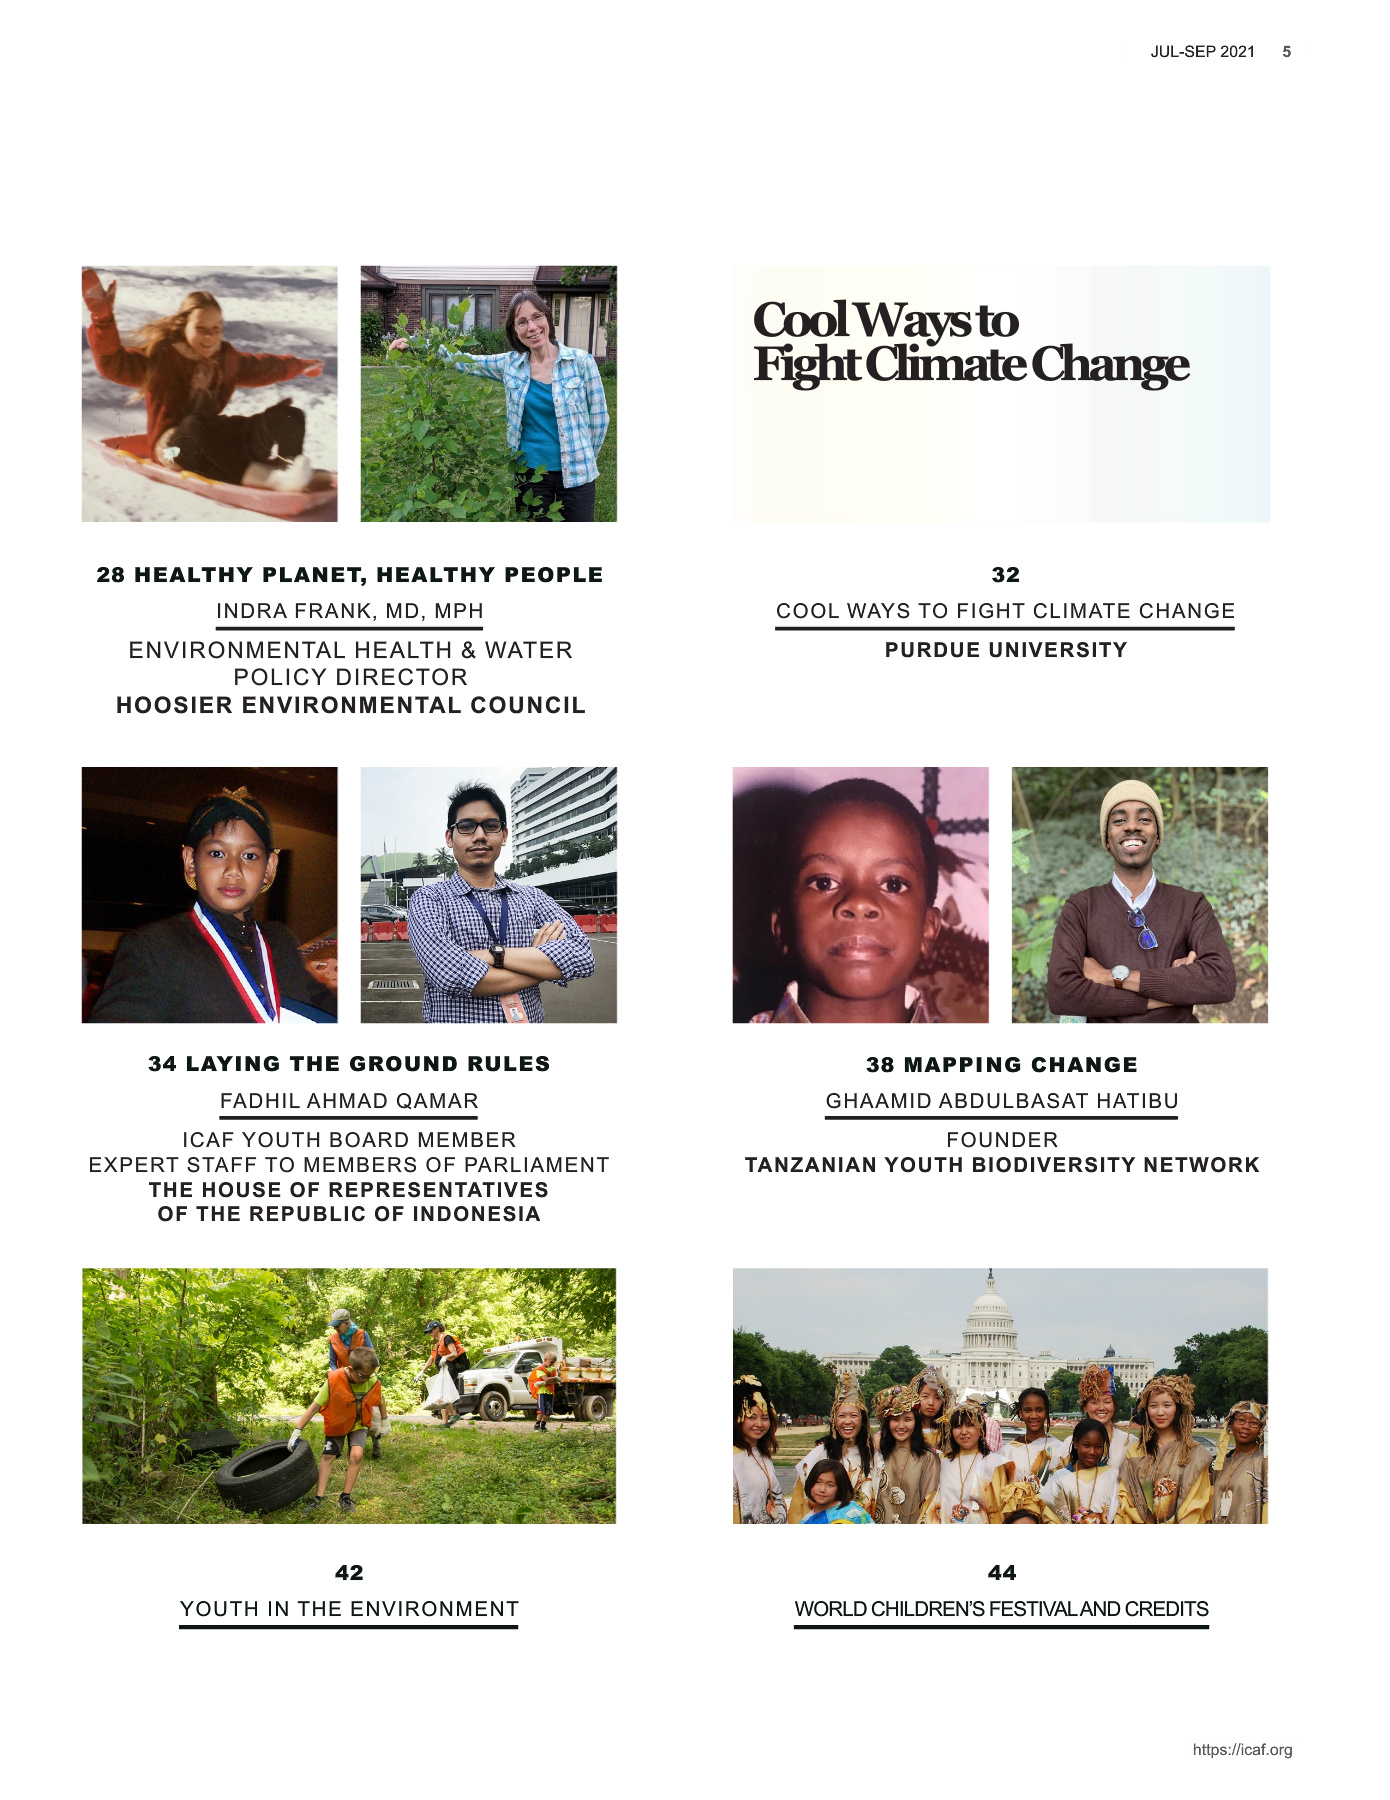 JUL-SEP 2021 5
Cool Ways to
Fight Climate Change
28 HEALTHY PLANET, HEALTHY PEOPLE
INDRA FRANK, MD, MPH
ENVIRONMENTAL HEALTH & WATER
POLICY DIRECTOR
HOOSIER ENVIRONMENTAL COUNCIL
32
COOL WAYS TO FIGHT CLIMATE CHANGE
PURDUE UNIVERSITY
34 LAYING THE GROUND RULES
FADHIL AHMAD QAMAR
ICAF YOUTH BOARD MEMBER
EXPERT STAFF TO MEMBERS OF PARLIAMENT
THE HOUSE OF REPRESENTATIVES
OF THE REPUBLIC OF INDONESIA
38 MAPPING CHANGE
GHAAMID ABDULBASAT HATIBU
FOUNDER
TANZANIAN YOUTH BIODIVERSITY NETWORK
42
YOUTH IN THE ENVIRONMENT
44
WORLD CHILDREN'S FESTIVAL AND CREDITS
https://icaf.org